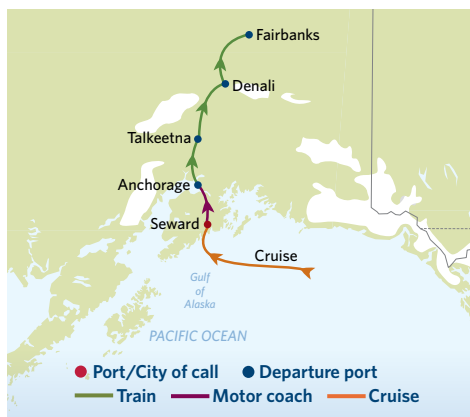 Fairbanks
Denali
Talkeetna
Anchorage
Seward
Cruise
Gulf
of
Alaska
PACIFIC OCEAN
Port/City of call Departure port
Train Motor coach Cruise